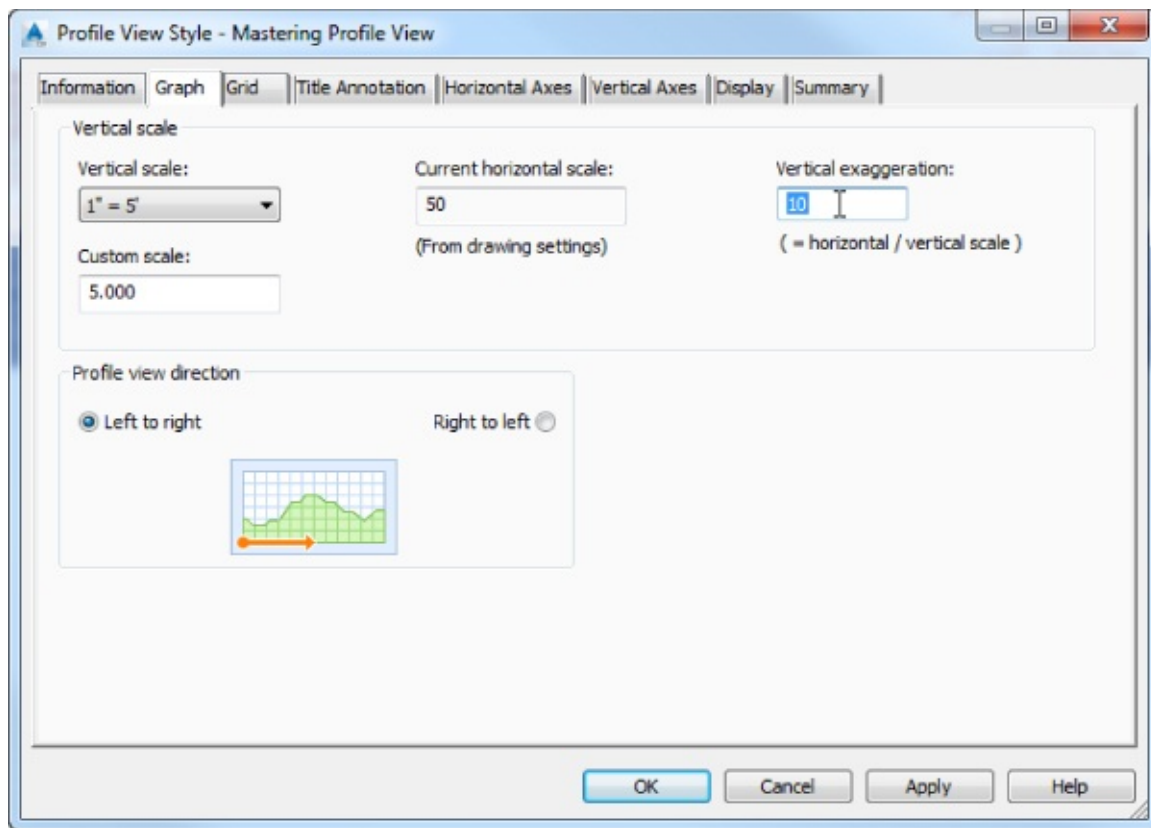 Profile View Style - Mastering Profile View
Information Graph Grid Title Annotation Horizontal Axes Vertical Axes Display Summary
Vertical scale
Vertical scale: Current horizontal scale: Vertical exaggeration:
1" = 5' 50 10
(From drawing settings) ( = horizontal / vertical scale )
Custom scale:
5.000
Profile view direction
Left to right Right to left
OK Cancel Apply Help